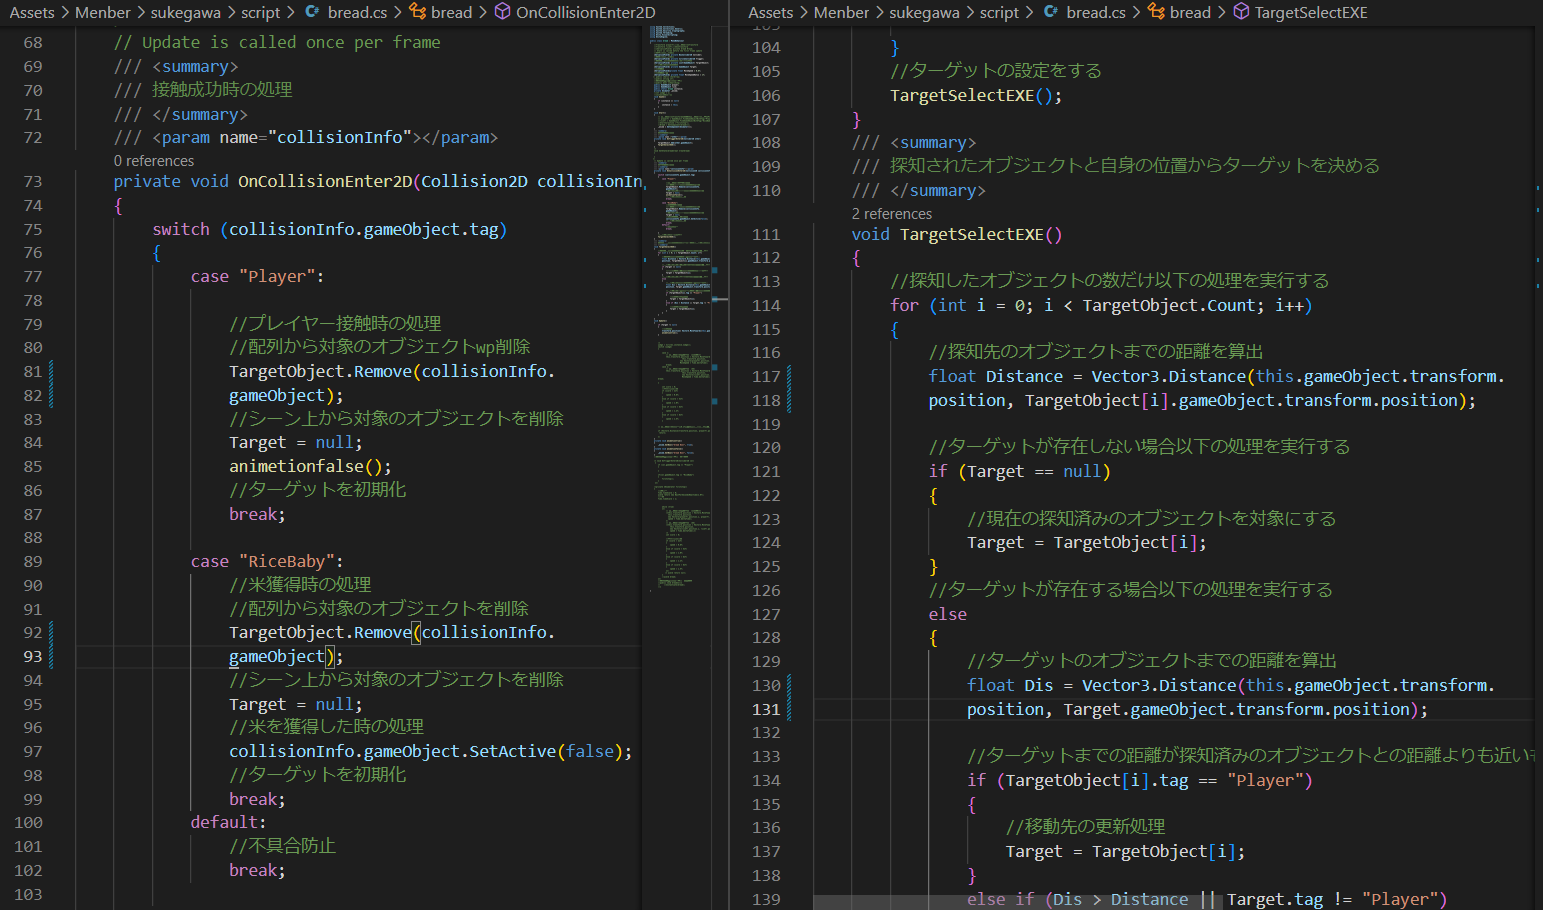 Assets > Menber > sukegawa > script > bread.cs > bread > OnCollisionEnter2D
68 // Update is called once per frame
69 /// <summary>
70 /// 接触成功時の処理
71 /// </summary>
72 /// <param name="collisionInfo"></param>
0 references
73 private void OnCollisionEnter2D(Collision2D collisionIn
74 {
75 switch (collisionInfo.gameObject.tag)
76 {
77 case "Player":
78
79 //プレイヤー接触時の処理
80 //配列から対象のオブジェクトwp削除
81 TargetObject.Remove(collisionInfo.
82 gameObject);
83 //シーン上から対象のオブジェクトを削除
84 Target = null;
85 animetionfalse();
86 //ターゲットを初期化
87 break;
88
89 case "RiceBaby":
90 //米獲得時の処理
91 //配列から対象のオブジェクトを削除
92 TargetObject.Remove(collisionInfo.
93 gameObject);
94 //シーン上から対象のオブジェクトを削除
95 Target = null;
96 //米を獲得した時の処理
97 collisionInfo.gameObject.SetActive(false);
98 //ターゲットを初期化
99 break;
100 default:
101 //不具合防止
102 break;
103
Assets > Menber > sukegawa > script > bread.cs > bread > TargetSelectEXE
104 }
105 //ターゲットの設定をする
106 TargetSelectEXE();
107 }
108 /// <summary>
109 /// 探知されたオブジェクトと自身の位置からターゲットを決める
110 /// </summary>
2 references
111 void TargetSelectEXE()
112 {
113 //探知したオブジェクトの数だけ以下の処理を実行する
114 for (int i = 0; i < TargetObject.Count; i++)
115 {
116 //探知先のオブジェクトまでの距離を算出
117 float Distance = Vector3.Distance(this.gameObject.transform.
118 position, TargetObject[i].gameObject.transform.position);
119
120 //ターゲットが存在しない場合以下の処理を実行する
121 if (Target == null)
122 {
123 //現在の探知済みのオブジェクトを対象にする
124 Target = TargetObject[i];
125 }
126 //ターゲットが存在する場合以下の処理を実行する
127 else
128 {
129 //ターゲットのオブジェクトまでの距離を算出
130 float Dis = Vector3.Distance(this.gameObject.transform.
131 position, Target.gameObject.transform.position);
132
133 //ターゲットまでの距離が探知済みのオブジェクトとの距離よりも近い
134 if (TargetObject[i].tag == "Player")
135 {
136 //移動先の更新処理
137 Target = TargetObject[i];
138 }
139 else if (Dis > Distance || Target.tag != "Player")